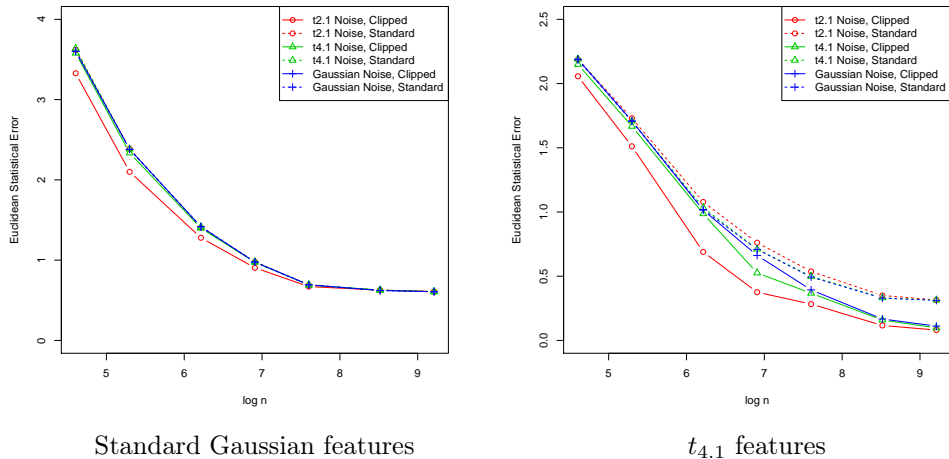 t2.1 Noise, Clipped
t2.1 Noise, Standard
t4.1 Noise, Clipped
t4.1 Noise, Standard
Gaussian Noise, Clipped
Gaussian Noise, Standard
Euclidean Statistical Error
4
3
2
1
0
5 6 7 8 9
log n
Standard Gaussian features
t2.1 Noise, Clipped
t2.1 Noise, Standard
t4.1 Noise, Clipped
t4.1 Noise, Standard
Gaussian Noise, Clipped
Gaussian Noise, Standard
Euclidean Statistical Error
2.5
2.0
1.5
1.0
0.5
0.0
5 6 7 8 9
log n
t4.1 features